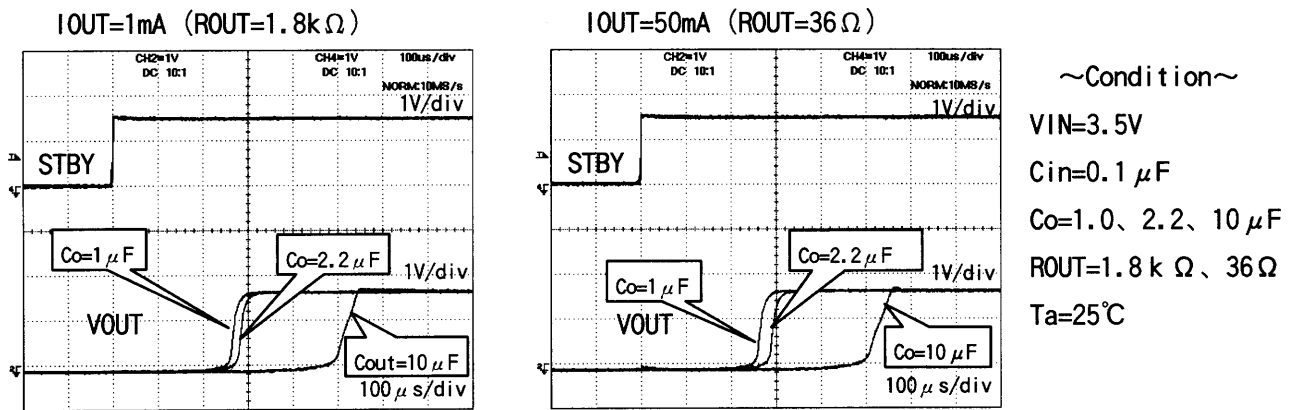 IOUT=1mA (ROUT=1.8kΩ)
CH2=1V
DC 10:1
CH4=1V
DC 10:1
100us/div
NORM:10MS/s
1V/div
STBY
Co=1μF
Co=2.2μF
1V/div
VOUT
Cout=10μF
100μs/div
IOUT=50mA (ROUT=36Ω)
CH2=1V
DC 10:1
CH4=1V
DC 10:1
100us/div
NORM:10MS/s
1V/div
STBY
Co=2.2μF
1V/div
Co=1μF
VOUT
Co=10μF
100μs/div
~Condition~
VIN=3.5V
Cin=0.1μF
Co=1.0、2.2、10μF
ROUT=1.8kΩ、36Ω
Ta=25℃